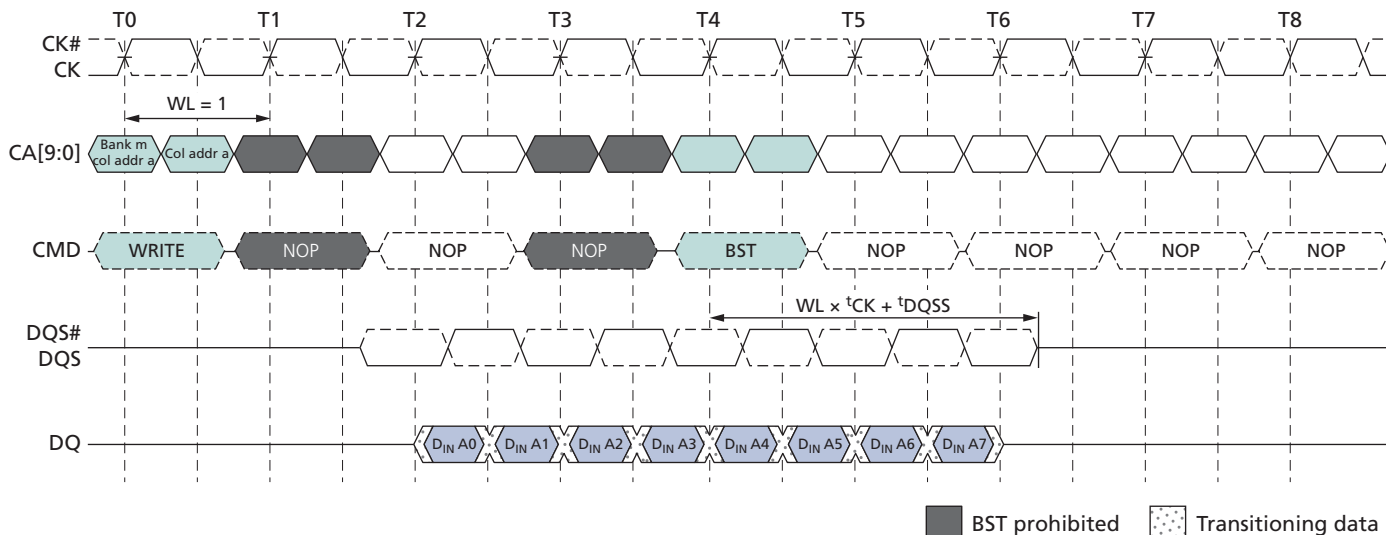 T0 T1 T2 T3 T4 T5 T6 T7 T8
CK#
CK
WL = 1
CA[9:0]
Bank m
col addr a
Col addr a
CMD
WRITE NOP NOP NOP BST NOP NOP NOP NOP
WL × tCK + tDQSS
DQS#
DQS
DQ
DIN A0 DIN A1 DIN A2 DIN A3 DIN A4 DIN A5 DIN A6 DIN A7
BST prohibited Transitioning data